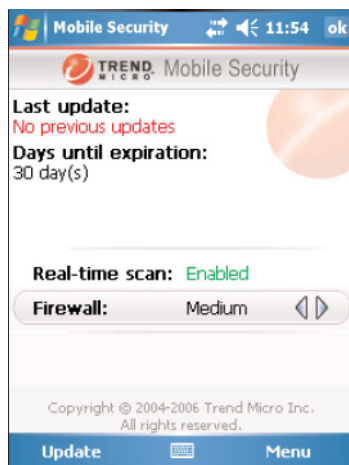 Mobile Security 11:54 ok
TREND MICRO Mobile Security
Last update:
No previous updates
Days until expiration:
30 day(s)
Real-time scan: Enabled
Firewall: Medium
Copyright © 2004-2006 Trend Micro Inc.
All rights reserved.
Update Menu